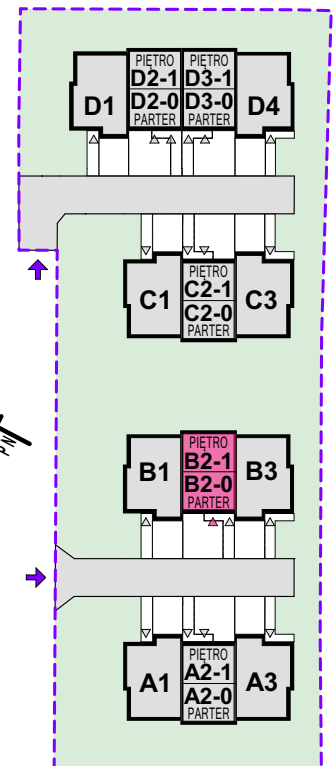 PIĘTRO PIĘTRO
D2-1 D3-1
D1 D2-0 D3-0 D4
PARTER PARTER
PIĘTRO
C2-1
C1 C2-0 C3
PARTER
PN
PIĘTRO
B1 B2-1 B3
B2-0
PARTER
PIĘTRO
A1 A2-1 A3
A2-0
PARTER